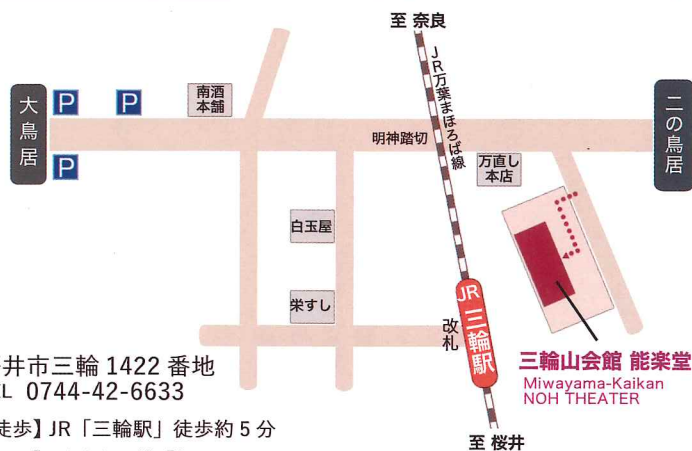 至 奈良
JR万葉まほろば線
大鳥居
P
P
P
南酒
本舗
明神踏切
万直し
本店
二の鳥居
白玉屋
栄すし
改札
JR 三輪駅
三輪山会館 能楽堂
Miwayama-Kaikan
NOH THEATER
井市三輪 1422 番地
EL 0744-42-6633
徒歩】JR「三輪駅」徒歩約 5 分
至 桜井